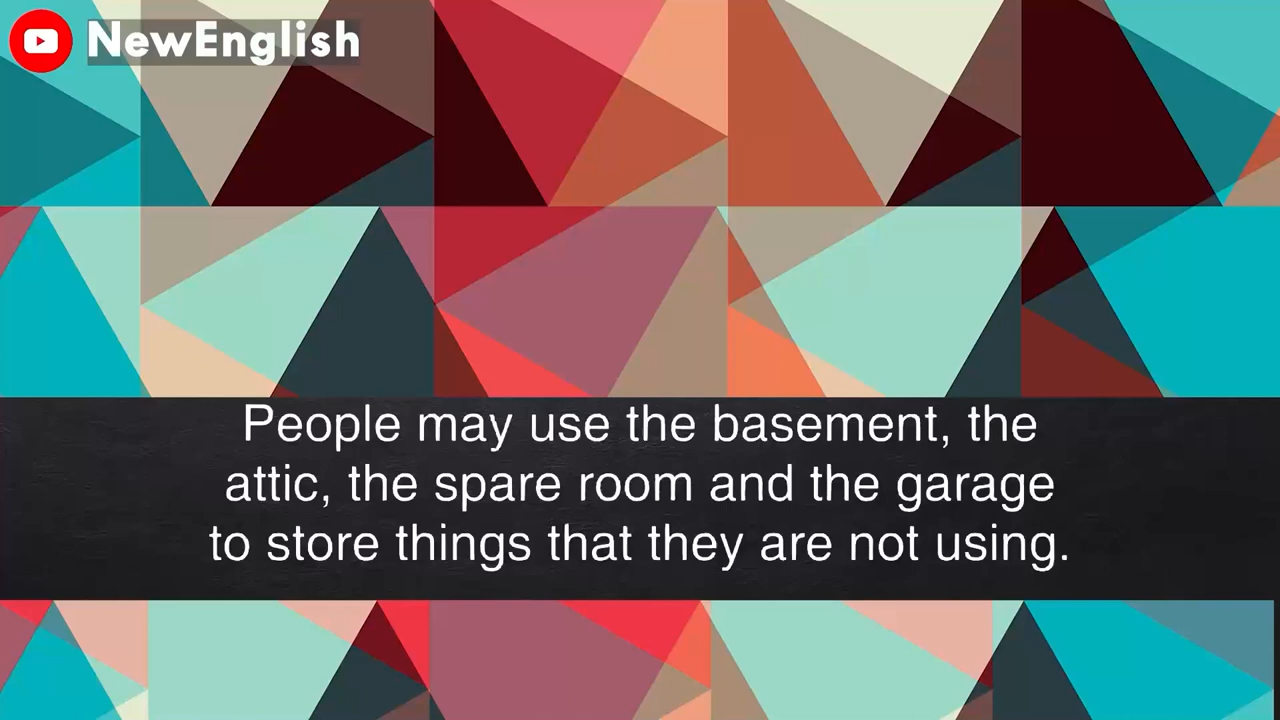 NewEnglish
People may use the basement, the
attic, the spare room and the garage
to store things that they are not using.